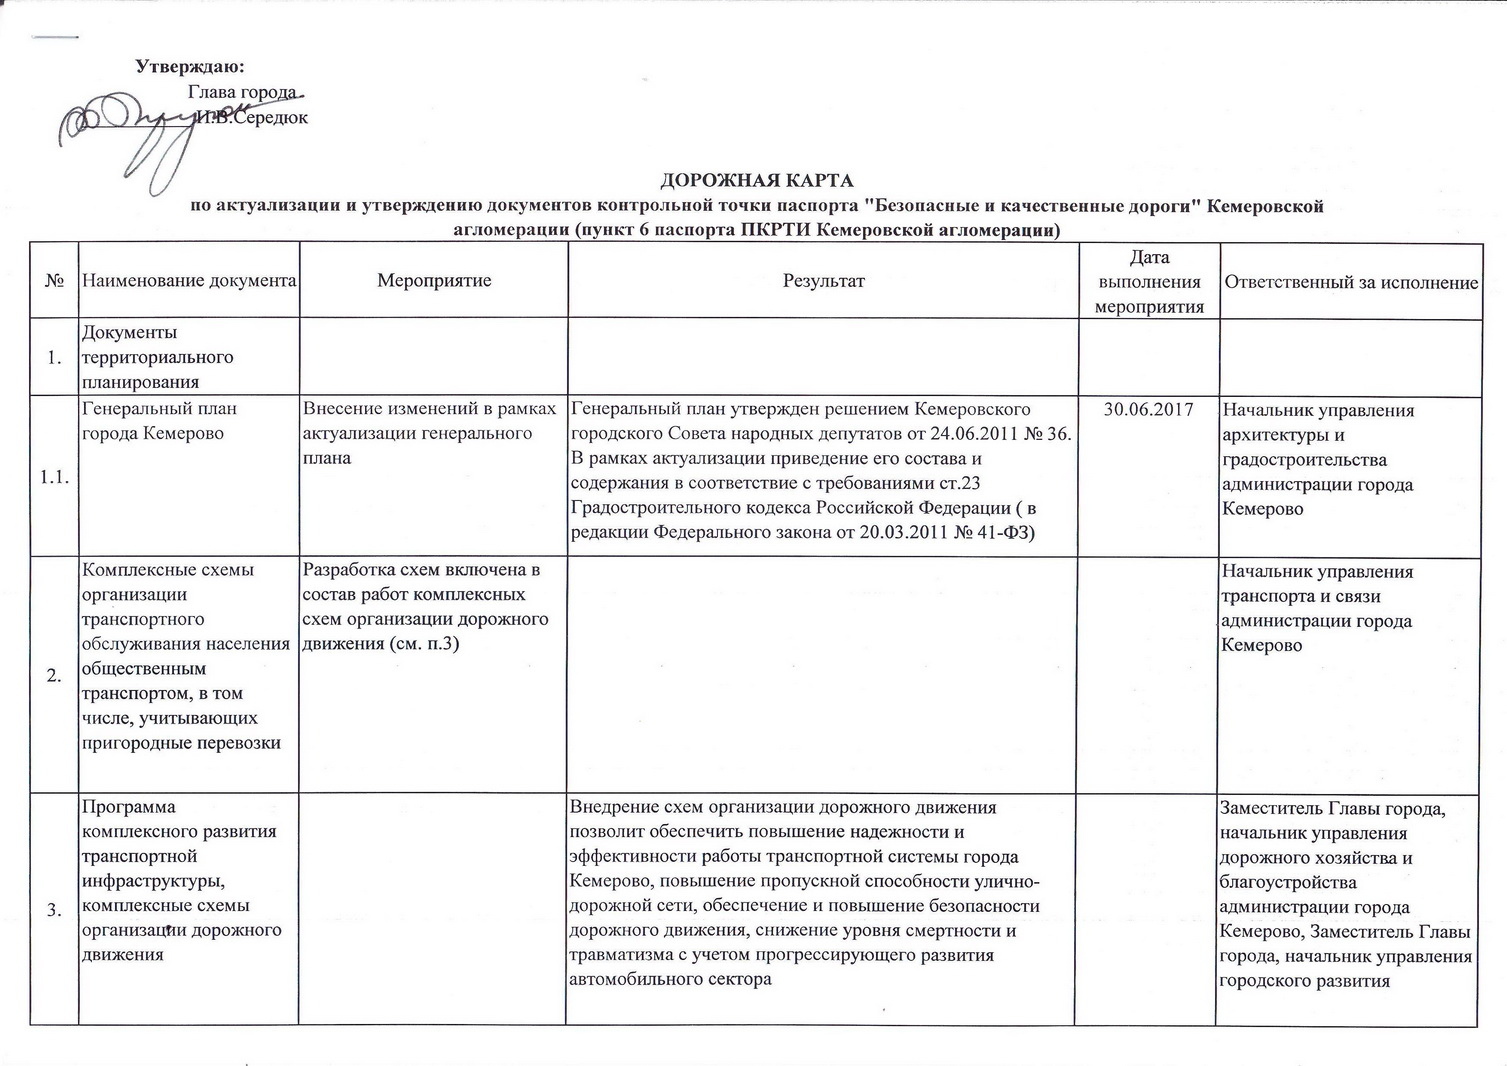 Утверждаю:
Глава города
И.В.Середюк
ДОРОЖНАЯ КАРТА
по актуализации и утверждению документов контрольной точки паспорта "Безопасные и качественные дороги" Кемеровской
агломерации (пункт 6 паспорта ПКРТИ Кемеровской агломерации)
№
Наименование документа
Мероприятие
Результат
Дата
выполнения
мероприятия
Ответственный за исполнение
1.
Документы
территориального
планирования
1.1.
Генеральный план
города Кемерово
Внесение изменений в рамках
актуализации генерального
плана
Генеральный план утвержден решением Кемеровского
городского Совета народных депутатов от 24.06.2011 № 36.
В рамках актуализации приведение его состава и
содержания в соответствие с требованиями ст.23
Градостроительного кодекса Российской Федерации ( в
редакции Федерального закона от 20.03.2011 № 41-ФЗ)
30.06.2017
Начальник управления
архитектуры и
градостроительства
администрации города
Кемерово
2.
Комплексные схемы
организации
транспортного
обслуживания населения
общественным
транспортом, в том
числе, учитывающих
пригородные перевозки
Разработка схем включена в
состав работ комплексных
схем организации дорожного
движения (см. п.3)
Начальник управления
транспорта и связи
администрации города
Кемерово
3.
Программа
комплексного развития
транспортной
инфраструктуры,
комплексные схемы
организации дорожного
движения
Внедрение схем организации дорожного движения
позволит обеспечить повышение надежности и
эффективности работы транспортной системы города
Кемерово, повышение пропускной способности улично-
дорожной сети, обеспечение и повышение безопасности
дорожного движения, снижение уровня смертности и
травматизма с учетом прогрессирующего развития
автомобильного сектора
Заместитель Главы города,
начальник управления
дорожного хозяйства и
благоустройства
администрации города
Кемерово, Заместитель Главы
города, начальник управления
городского развития